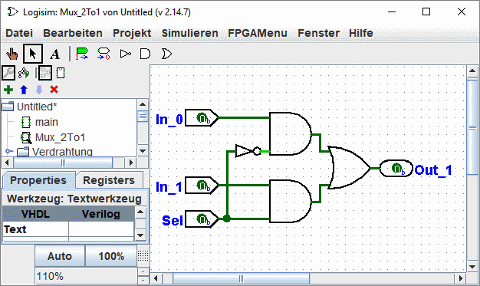 Logisim: Mux_2To1 von Untitled (v 2.14.7)
Datei Bearbeiten Projekt Simulieren FPGAMenu Fenster Hilfe
A
Untitled*
main
Mux_2To1
Verdrahtung
Properties Registers
Werkzeug: Textwerkzeug
VHDL Verilog
Text
Auto 100%
110%
In_0
In_1
Sel
Out_1